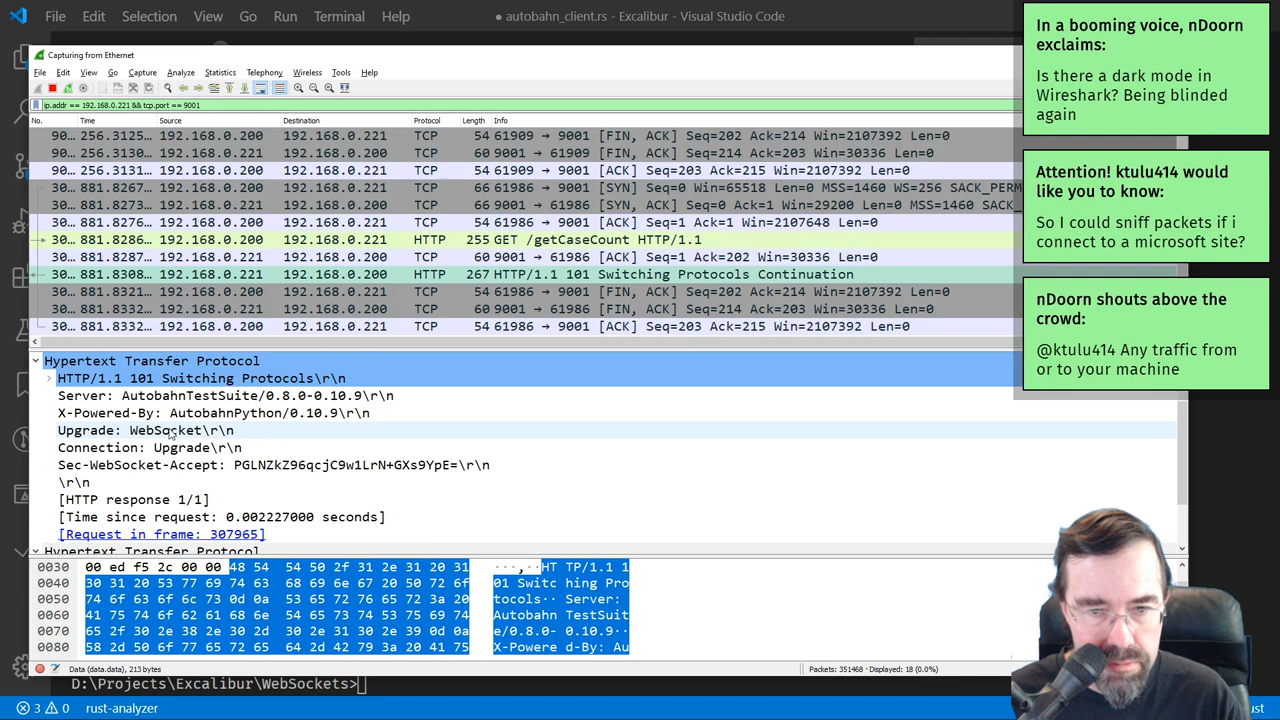 File Edit Selection View Go Run Terminal Help
● autobahn_client.rs - Excalibur - Visual Studio Code
Capturing from Ethernet
File Edit View Go Capture Analyze Statistics Telephony Wireless Tools Help
ip.addr == 192.168.0.221 && tcp.port == 9001
No. Time Source Destination Protocol Length Info
90… 256.3125… 192.168.0.200 192.168.0.221 TCP 54 61909 → 9001 [FIN, ACK] Seq=202 Ack=214 Win=2107392 Len=0
90… 256.3130… 192.168.0.221 192.168.0.200 TCP 60 9001 → 61909 [FIN, ACK] Seq=214 Ack=203 Win=30336 Len=0
90… 256.3131… 192.168.0.200 192.168.0.221 TCP 54 61909 → 9001 [ACK] Seq=203 Ack=215 Win=2107392 Len=0
30… 881.8267… 192.168.0.200 192.168.0.221 TCP 66 61986 → 9001 [SYN] Seq=0 Win=65518 Len=0 MSS=1460 WS=256 SACK_PERM
30… 881.8273… 192.168.0.221 192.168.0.200 TCP 66 9001 → 61986 [SYN, ACK] Seq=0 Ack=1 Win=29200 Len=0 MSS=1460 SACK_
30… 881.8276… 192.168.0.200 192.168.0.221 TCP 54 61986 → 9001 [ACK] Seq=1 Ack=1 Win=2107648 Len=0
30… 881.8286… 192.168.0.200 192.168.0.221 HTTP 255 GET /getCaseCount HTTP/1.1
30… 881.8287… 192.168.0.221 192.168.0.200 TCP 60 9001 → 61986 [ACK] Seq=1 Ack=202 Win=30336 Len=0
30… 881.8308… 192.168.0.221 192.168.0.200 HTTP 267 HTTP/1.1 101 Switching Protocols Continuation
30… 881.8332… 192.168.0.200 192.168.0.221 TCP 54 61986 → 9001 [FIN, ACK] Seq=202 Ack=214 Win=2107392 Len=0
30… 881.8332… 192.168.0.221 192.168.0.200 TCP 60 9001 → 61986 [FIN, ACK] Seq=214 Ack=203 Win=30336 Len=0
30… 881.8332… 192.168.0.200 192.168.0.221 TCP 54 61986 → 9001 [ACK] Seq=203 Ack=215 Win=2107392 Len=0
Hypertext Transfer Protocol
HTTP/1.1 101 Switching Protocols\r\n
Server: AutobahnTestSuite/0.8.0-0.10.9\r\n
X-Powered-By: AutobahnPython/0.10.9\r\n
Upgrade: WebSocket\r\n
Connection: Upgrade\r\n
Sec-WebSocket-Accept: PGLNZkZ96qcjC9w1LrN+GXs9YpE=\r\n
\r\n
[HTTP response 1/1]
[Time since request: 0.002227000 seconds]
[Request in frame: 307965]
Hypertext Transfer Protocol
0030 00 ed f5 2c 00 00 48 54 54 50 2f 31 2e 31 20 31 ···,··HT TP/1.1 1
0040 30 31 20 53 77 69 74 63 68 69 6e 67 20 50 72 6f 01 Switc hing Pro
0050 74 6f 63 6f 6c 73 0d 0a 53 65 72 76 65 72 3a 20 tocols·· Server:
0060 41 75 74 6f 62 61 68 6e 54 65 73 74 53 75 69 74 Autobahn TestSuit
0070 65 2f 30 2e 38 2e 30 2d 30 2e 31 30 2e 39 0d 0a e/0.8.0- 0.10.9··
0080 58 2d 50 6f 77 65 72 65 64 2d 42 79 3a 20 41 75 X-Powere d-By: Au
Data (data.data), 213 bytes
Packets: 351468 · Displayed: 18 (0.0%)
D:\Projects\Excalibur\WebSockets>
3 0 rust-analyzer
In a booming voice, nDoorn
exclaims:
Is there a dark mode in
Wireshark? Being blinded
again
Attention! ktulu414 would
like you to know:
So I could sniff packets if i
connect to a microsoft site?
nDoorn shouts above the
crowd:
@ktulu414 Any traffic from
or to your machine